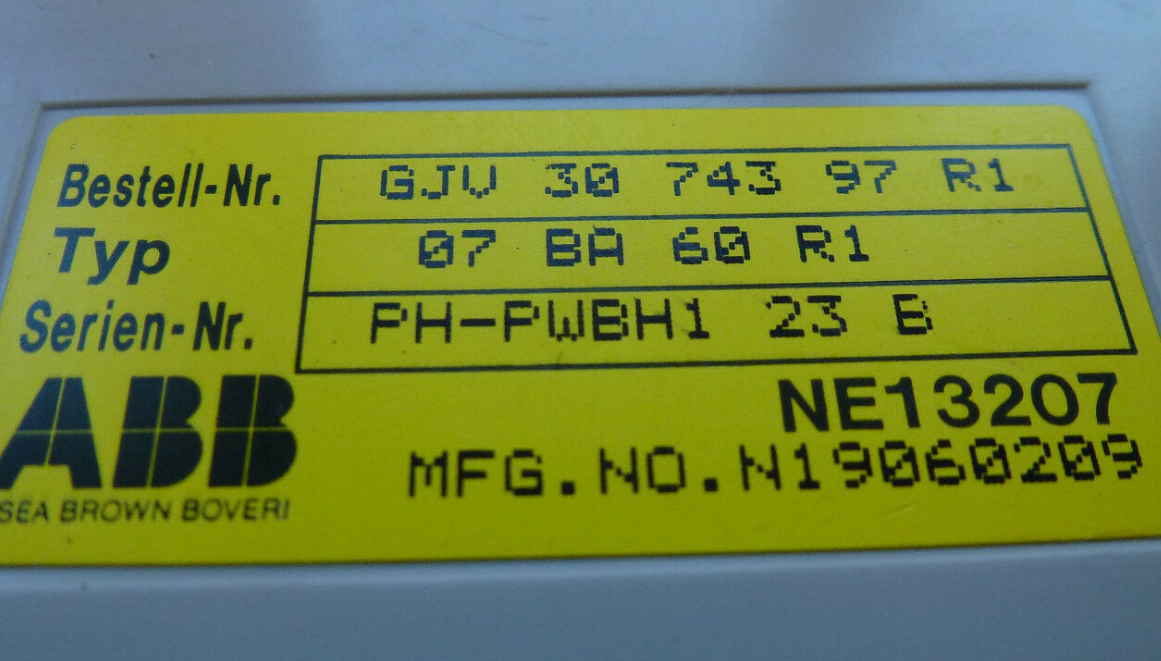 Bestell-Nr. GJV 30 743 97 R1
Typ 07 BA 60 R1
Serien-Nr. PH-PWBH1 23 B
ABB
SEA BROWN BOVERI
NE13207
MFG.NO.N19060209